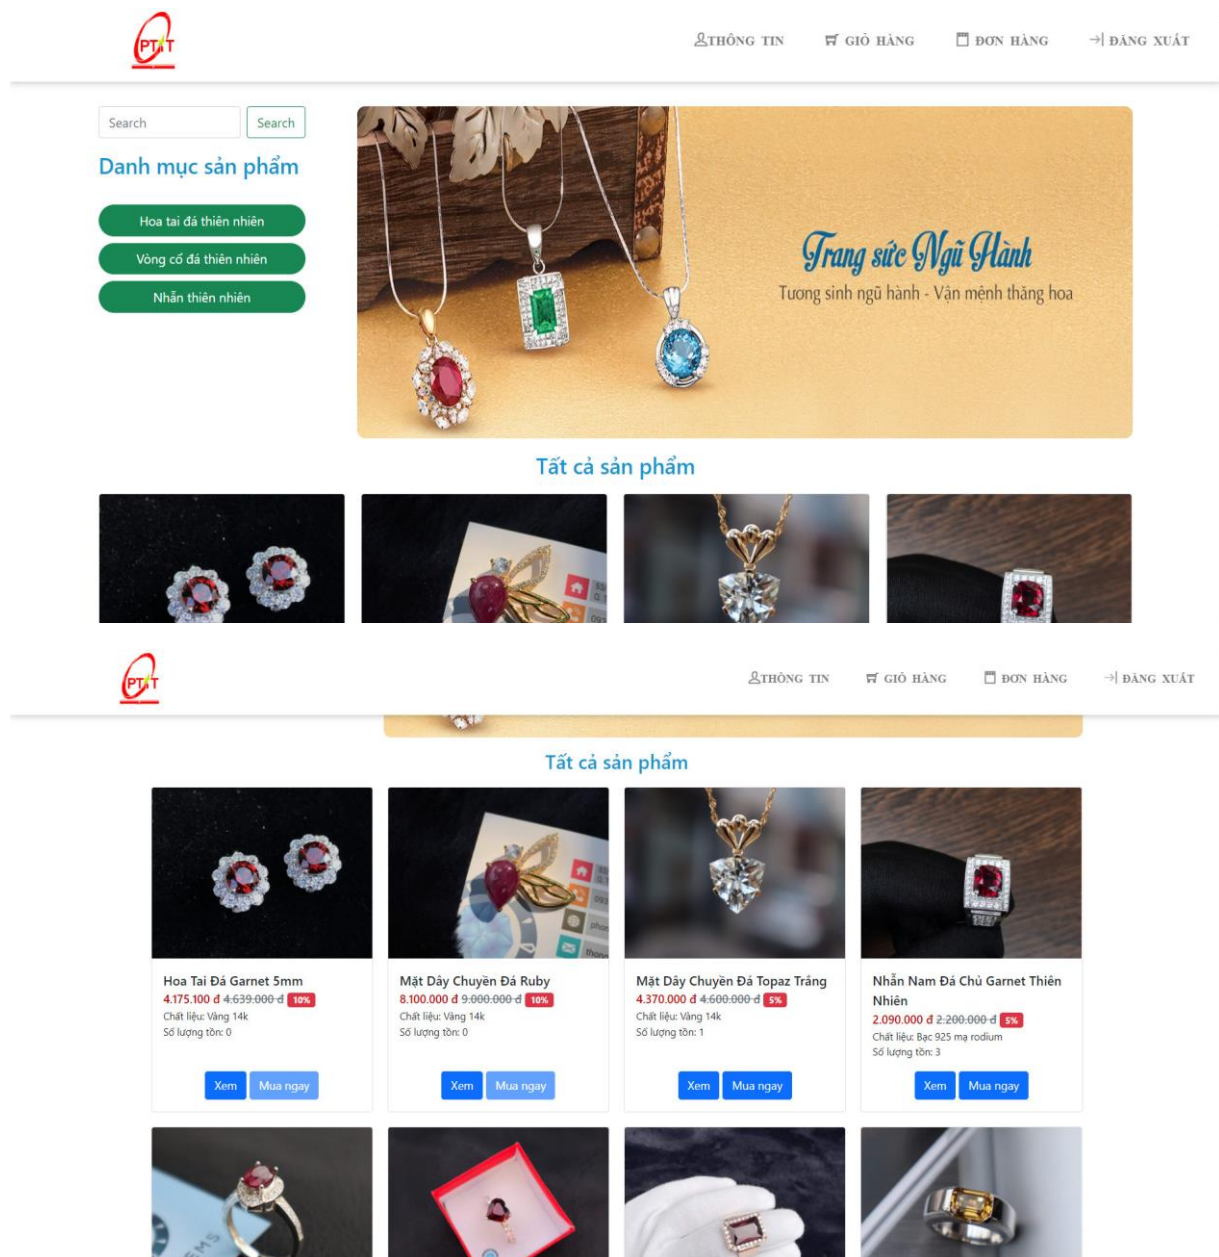 PTIT
THÔNG TIN
GIỎ HÀNG
ĐƠN HÀNG
ĐĂNG XUẤT
Search
Search
Danh mục sản phẩm
Hoa tai đá thiên nhiên
Vòng cổ đá thiên nhiên
Nhẫn thiên nhiên
Trang sức Ngũ Hành
Tương sinh ngũ hành - Vận mệnh thăng hoa
Tất cả sản phẩm
PTIT
THÔNG TIN
GIỎ HÀNG
ĐƠN HÀNG
ĐĂNG XUẤT
Tất cả sản phẩm
Hoa Tai Đá Garnet 5mm
4.175.100 đ 4.639.000 đ 10%
Chất liệu: Vàng 14k
Số lượng tồn: 0
Xem
Mua ngay
Mặt Dây Chuyền Đá Ruby
8.100.000 đ 9.000.000 đ 10%
Chất liệu: Vàng 14k
Số lượng tồn: 0
Xem
Mua ngay
Mặt Dây Chuyền Đá Topaz Trắng
4.370.000 đ 4.600.000 đ 5%
Chất liệu: Vàng 14k
Số lượng tồn: 1
Xem
Mua ngay
Nhẫn Nam Đá Chủ Garnet Thiên
Nhiên
2.090.000 đ 2.200.000 đ 5%
Chất liệu: Bạc 925 mạ rodium
Số lượng tồn: 3
Xem
Mua ngay